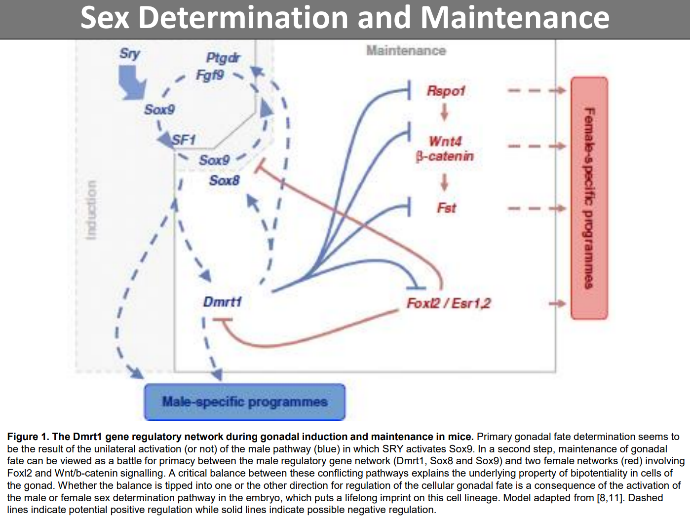 Sex Determination and Maintenance
Maintenance
Sry
Ptgdr
Fgf9
Sox9
SF1
Sox9
Sox8
Induction
Rspo1
Wnt4
β-catenin
Fst
Female-specific programmes
Dmrt1
Foxl2 / Esr1,2
Male-specific programmes
Figure 1. The Dmrt1 gene regulatory network during gonadal induction and maintenance in mice. Primary gonadal fate determination seems to
be the result of the unilateral activation (or not) of the male pathway (blue) in which SRY activates Sox9. In a second step, maintenance of gonadal
fate can be viewed as a battle for primacy between the male regulatory gene network (Dmrt1, Sox8 and Sox9) and two female networks (red) involving
Foxl2 and Wnt/b-catenin signalling. A critical balance between these conflicting pathways explains the underlying property of bipotentiality in cells of
the gonad. Whether the balance is tipped into one or the other direction for regulation of the cellular gonadal fate is a consequence of the activation of
the male or female sex determination pathway in the embryo, which puts a lifelong imprint on this cell lineage. Model adapted from [8,11]. Dashed
lines indicate potential positive regulation while solid lines indicate possible negative regulation.